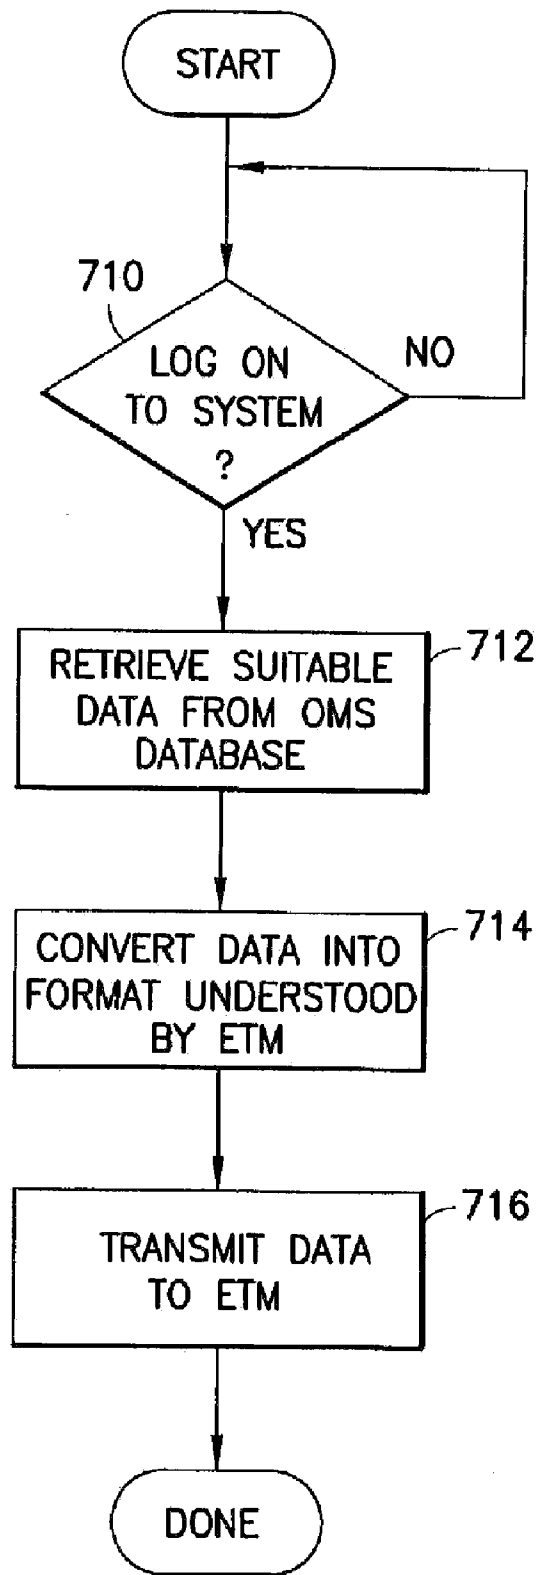 START
710
LOG ON
TO SYSTEM
?
NO
YES
712
RETRIEVE SUITABLE
DATA FROM OMS
DATABASE
714
CONVERT DATA INTO
FORMAT UNDERSTOOD
BY ETM
716
TRANSMIT DATA
TO ETM
DONE